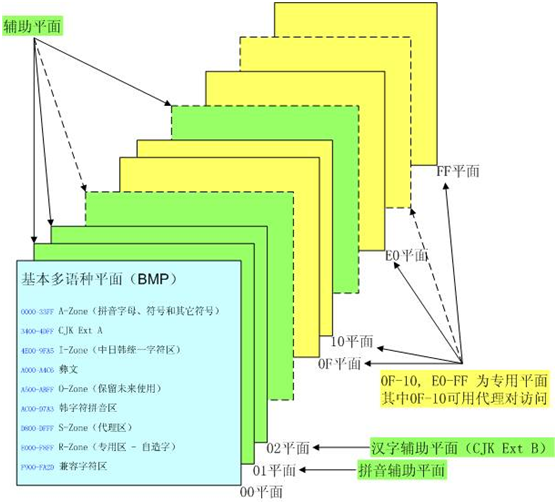 辅助平面
FF平面
E0平面
基本多语种平面（BMP）
0000-33FF A-Zone（拼音字母、符号和其它符号）
3400-4DFF CJK Ext A
4E00-9FA5 I-Zone（中日韩统一字符区）
A000-A4C6 彝文
A500-ABFF O-Zone（保留未来使用）
AC00-D7A3 韩字符拼音区
D800-DFFF S-Zone（代理区）
E000-F8FF R-Zone（专用区 - 自造字）
F900-FA2D 兼容字符区
10平面
0F平面
0F-10, E0-FF 为专用平面
其中0F-10可用代理对访问
02平面
汉字辅助平面（CJK Ext B）
01平面
拼音辅助平面
00平面